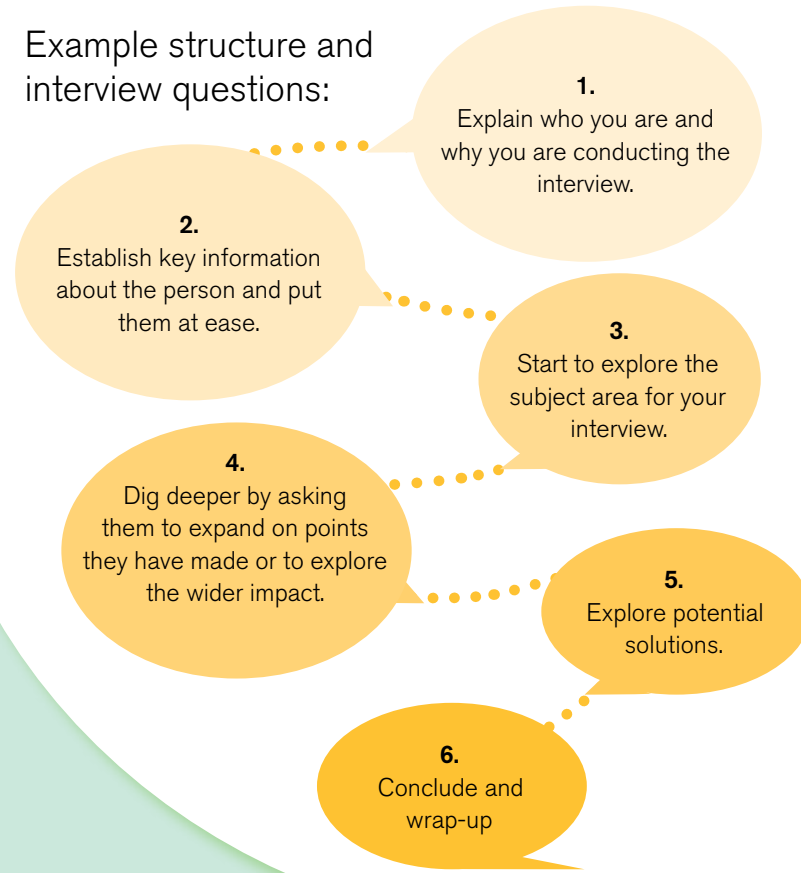 Example structure and
interview questions:
1.
Explain who you are and
why you are conducting the
interview.
2.
Establish key information
about the person and put
them at ease.
3.
Start to explore the
subject area for your
interview.
4.
Dig deeper by asking
them to expand on points
they have made or to explore
the wider impact.
5.
Explore potential
solutions.
6.
Conclude and
wrap-up